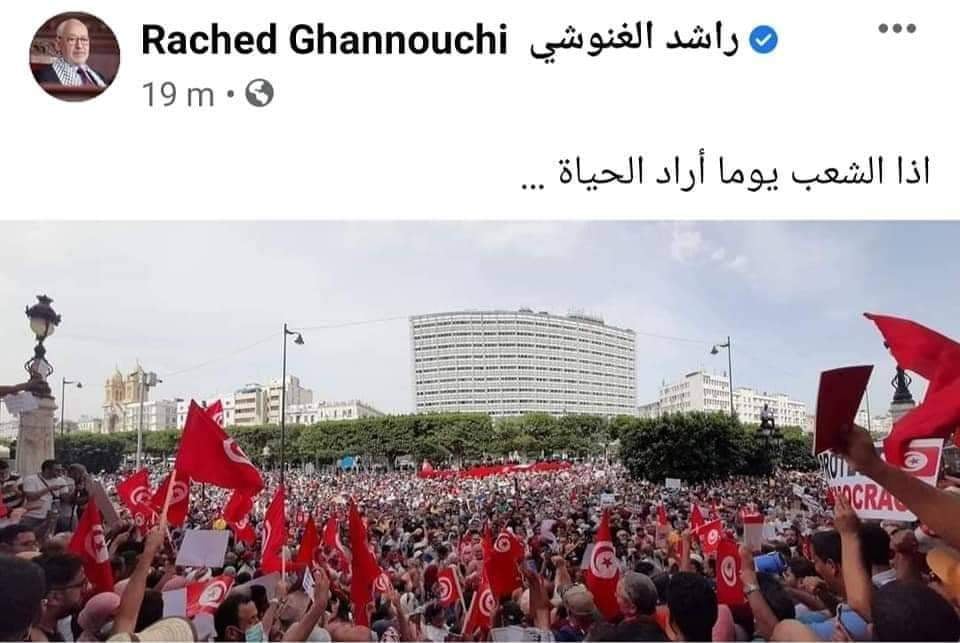 Rached Ghannouchi راشد الغنوشي
19 m ·
اذا الشعب يوما أراد الحياة ...